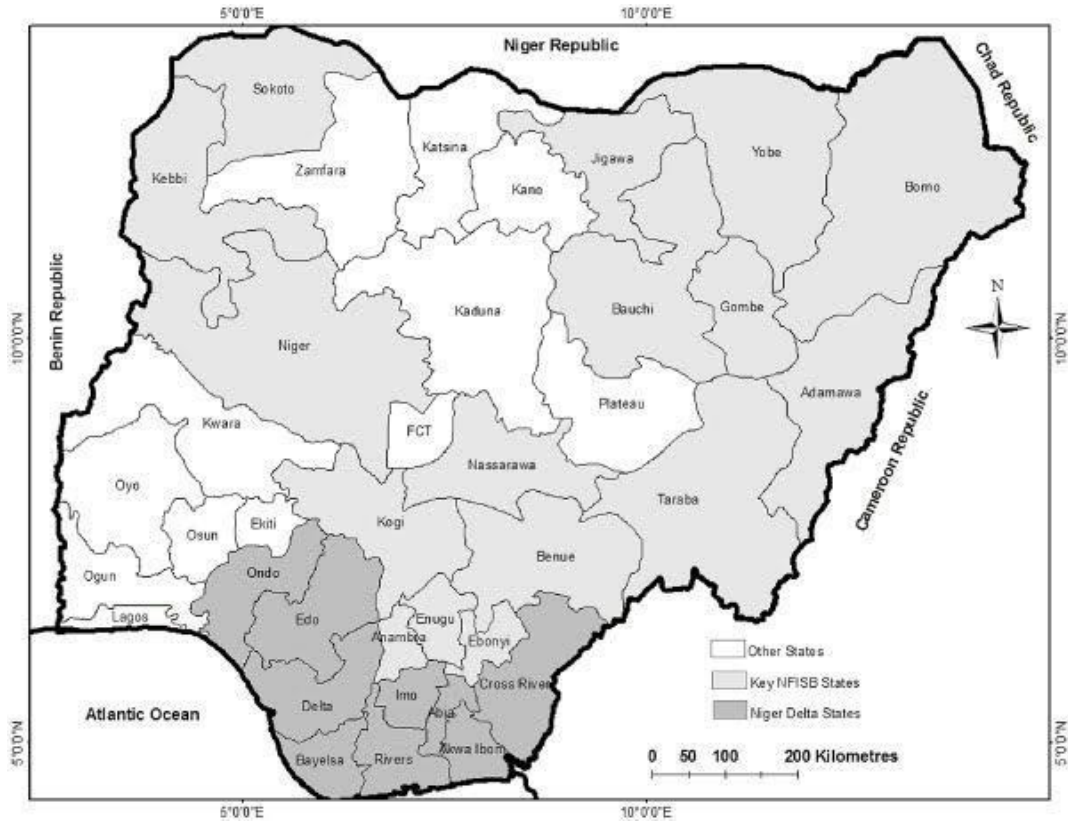 5°0'0"E
10°0'0"E
Niger Republic
Chad Republic
Sokoto
Katsina
Yobe
Jigawa
Kebbi
Zamfara
Kano
Borno
Benin Republic
N
Kaduna
Bauchi
Gombe
Niger
10°0'0"N
10°0'0"N
Adamawa
Plateau
Kwara
FCT
Nassarawa
Cameroon Republic
Oyo
Taraba
Kogi
Osun
Ekiti
Benue
Ogun
Ondo
Lagos
Edo
Enugu
Anambra
Ebonyi
Other States
Cross River
Key NFISB States
Imo
Delta
Abia
Niger Delta States
Atlantic Ocean
5°0'0"N
5°0'0"N
Akwa Ibom
Bayelsa
Rivers
0 50 100 200 Kilometres
5°0'0"E
10°0'0"E